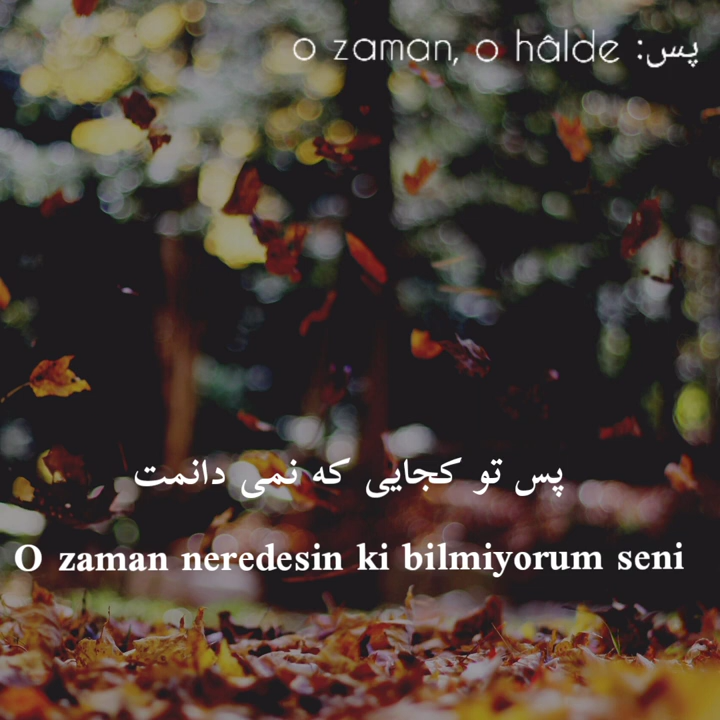 o zaman, o hâlde :پس
پس تو کجایی که نمی دانمت
O zaman neredesin ki bilmiyorum seni